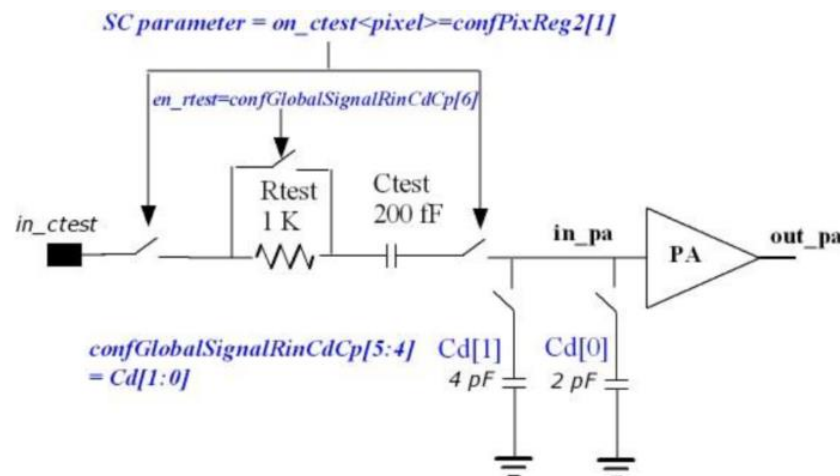 SC parameter = on_ctest<pixel>=confPixReg2[1]
en_rtest=confGlobalSignalRinCdCp[6]
Rtest
1 K
Ctest
200 fF
in_ctest
in_pa
PA
out_pa
confGlobalSignalRinCdCp[5:4]
= Cd[1:0]
Cd[1]
4 pF
Cd[0]
2 pF